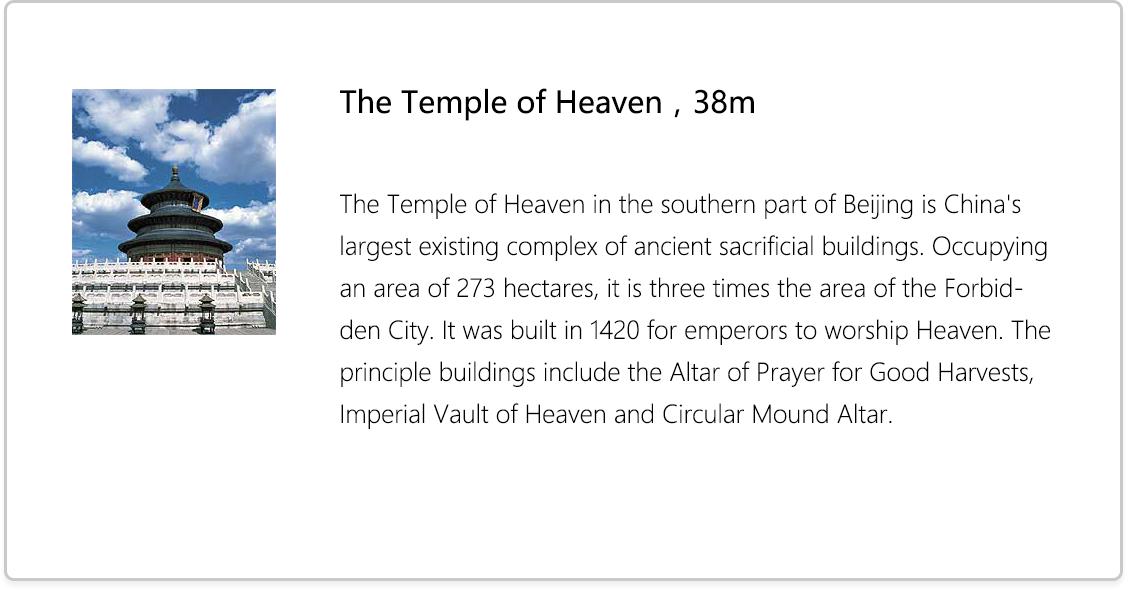 The Temple of Heaven , 38m
The Temple of Heaven in the southern part of Beijing is China's
largest existing complex of ancient sacrificial buildings. Occupying
an area of 273 hectares, it is three times the area of the Forbid-
den City. It was built in 1420 for emperors to worship Heaven. The
principle buildings include the Altar of Prayer for Good Harvests,
Imperial Vault of Heaven and Circular Mound Altar.